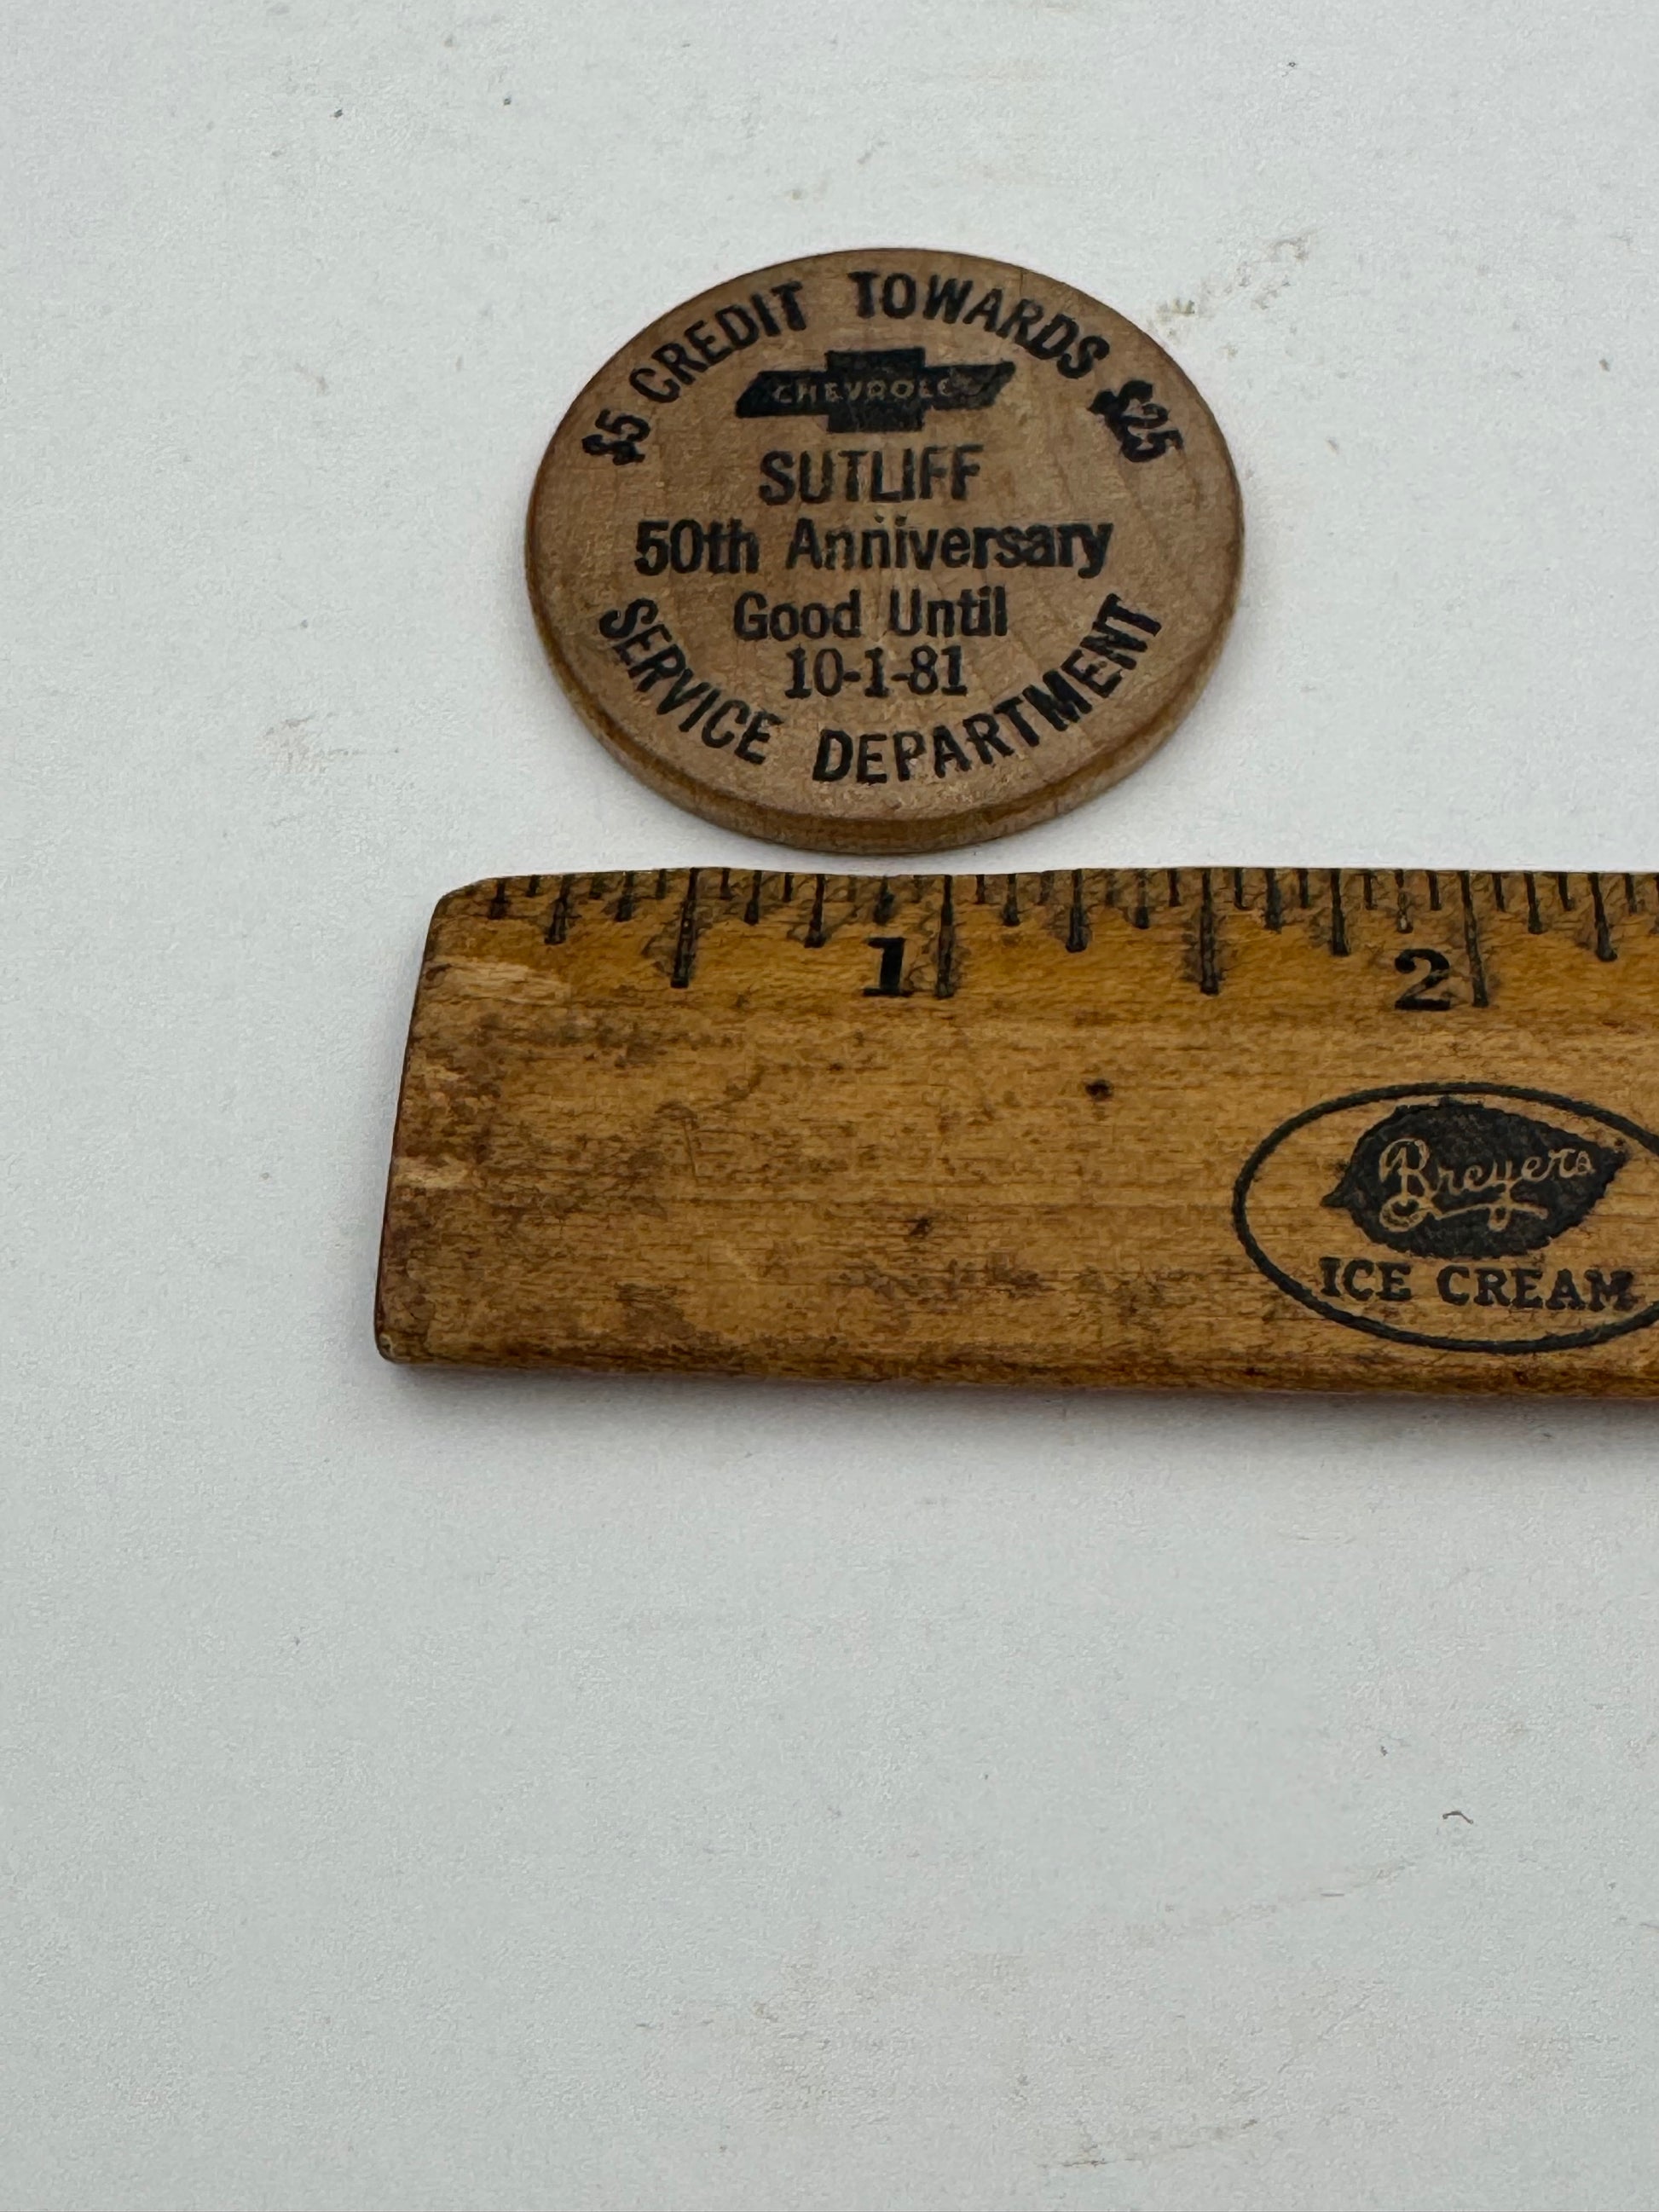 $5 CREDIT TOWARDS $25
CHEVROLET
SUTLIFF
50th Anniversary
Good Until
10-1-81
SERVICE DEPARTMENT
1 2
Breyers
ICE CREAM